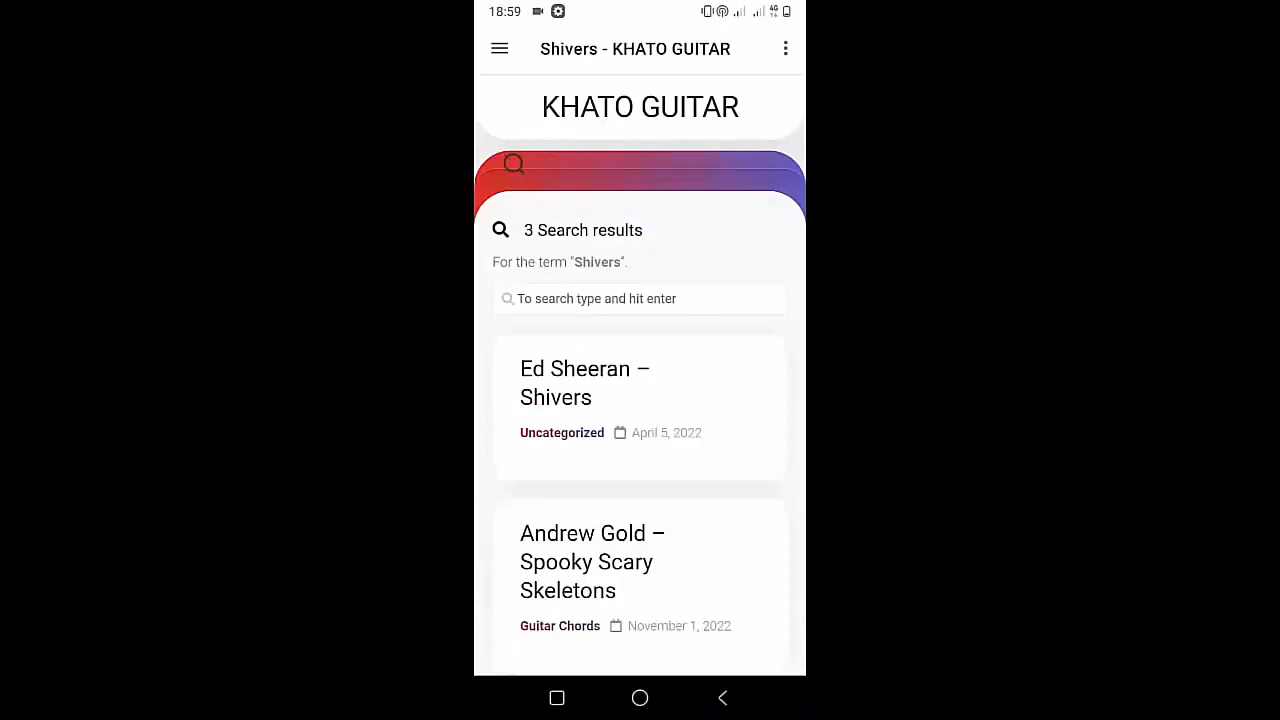 18:59
4G
Shivers - KHATO GUITAR
KHATO GUITAR
3 Search results
For the term "Shivers".
To search type and hit enter
Ed Sheeran –
Shivers
Uncategorized April 5, 2022
Andrew Gold –
Spooky Scary
Skeletons
Guitar Chords November 1, 2022